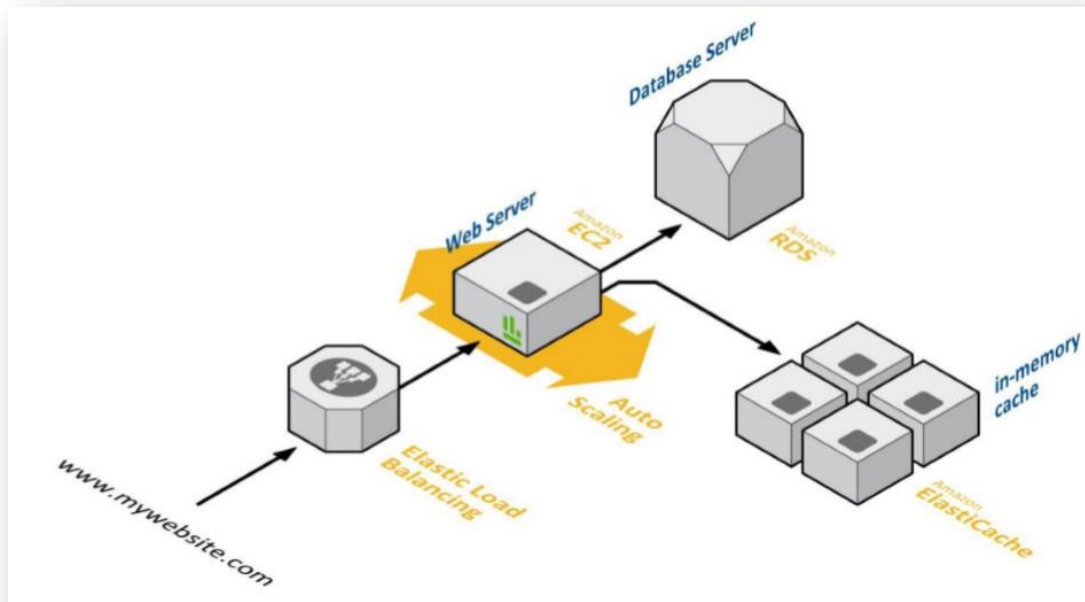 Database Server
Web Server
Amazon
EC2
Amazon
RDS
Auto
Scaling
in-memory
cache
Elastic Load
Balancing
Amazon
ElastiCache
www.mywebsite.com